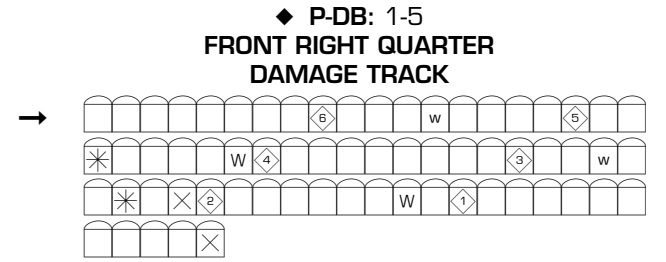 ◆ P-DB: 1-5
FRONT RIGHT QUARTER
DAMAGE TRACK
6 w 5
W 4 3 w
2 W 1